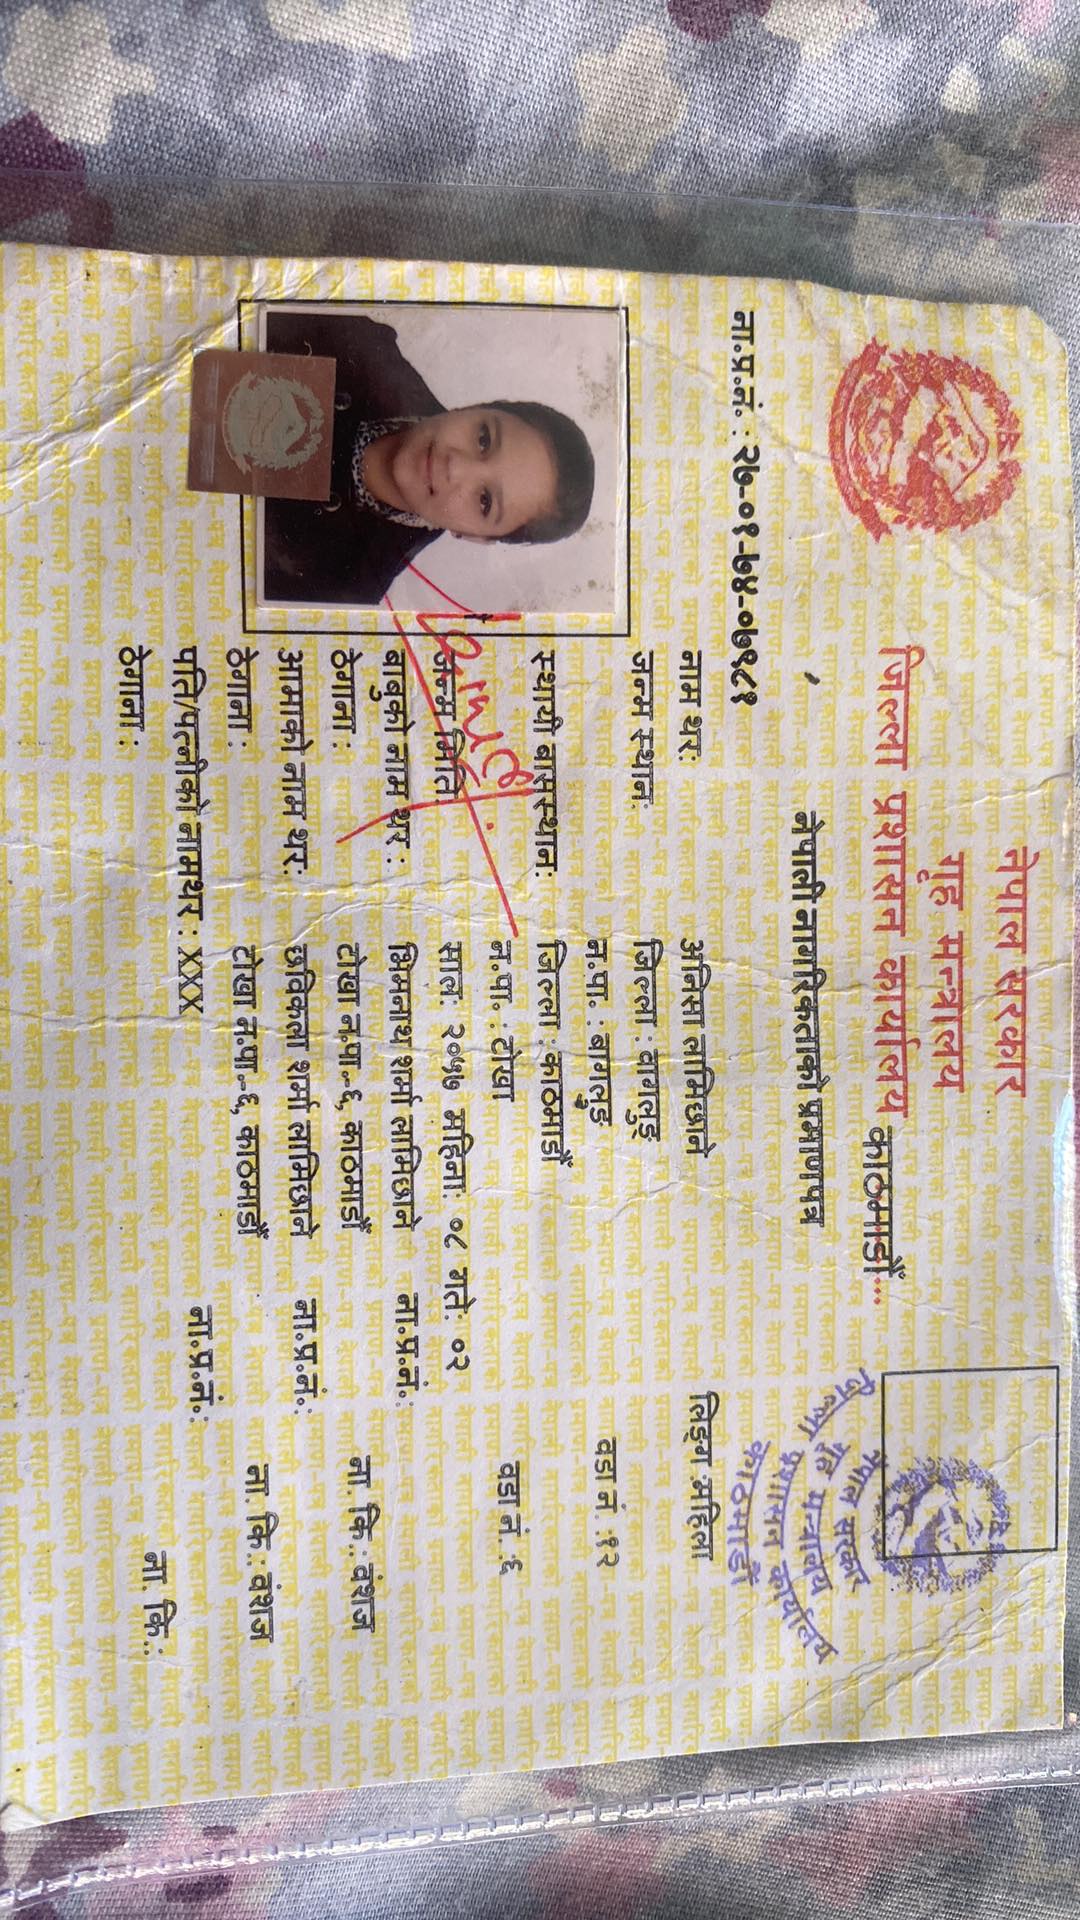 नेपाल सरकार
गृह मन्त्रालय
जिल्ला प्रशासन कार्यालय काठमाडौं....
नेपाली नागरिकताको प्रमाणपत्र
ना.प्र.नं. : २७-०१-७४-०७९८१
नाम थर: अनिसा लामिछाने लिङ्ग :महिला
जन्म स्थान: जिल्ला : बागलुङ्ग
न.पा. : बागलुङ्ग वडा नं :१२
स्थायी बासस्थान: जिल्ला : काठमाडौं
न.पा. : टोखा वडा नं. :६
जन्म मिति: साल: २०५७ महिना: ०८ गते: ०२
बाबुको नाम थर : भिमनाथ शर्मा लामिछाने ना.प्र.नं.:
ठेगाना : टोखा न.पा.-६, काठमाडौं ना. कि.: वंशज
आमाको नाम थर: छविकला शर्मा लामिछाने ना.प्र.नं.:
ठेगाना : टोखा न.पा.-६, काठमाडौं ना. कि.: वंशज
पति/पत्नीको नामथर : XXX ना.प्र.नं.:
ठेगाना : ना. कि.:
नेपाल सरकार
गृह मन्त्रालय
जिल्ला प्रशासन कार्यालय
काठमाडौं